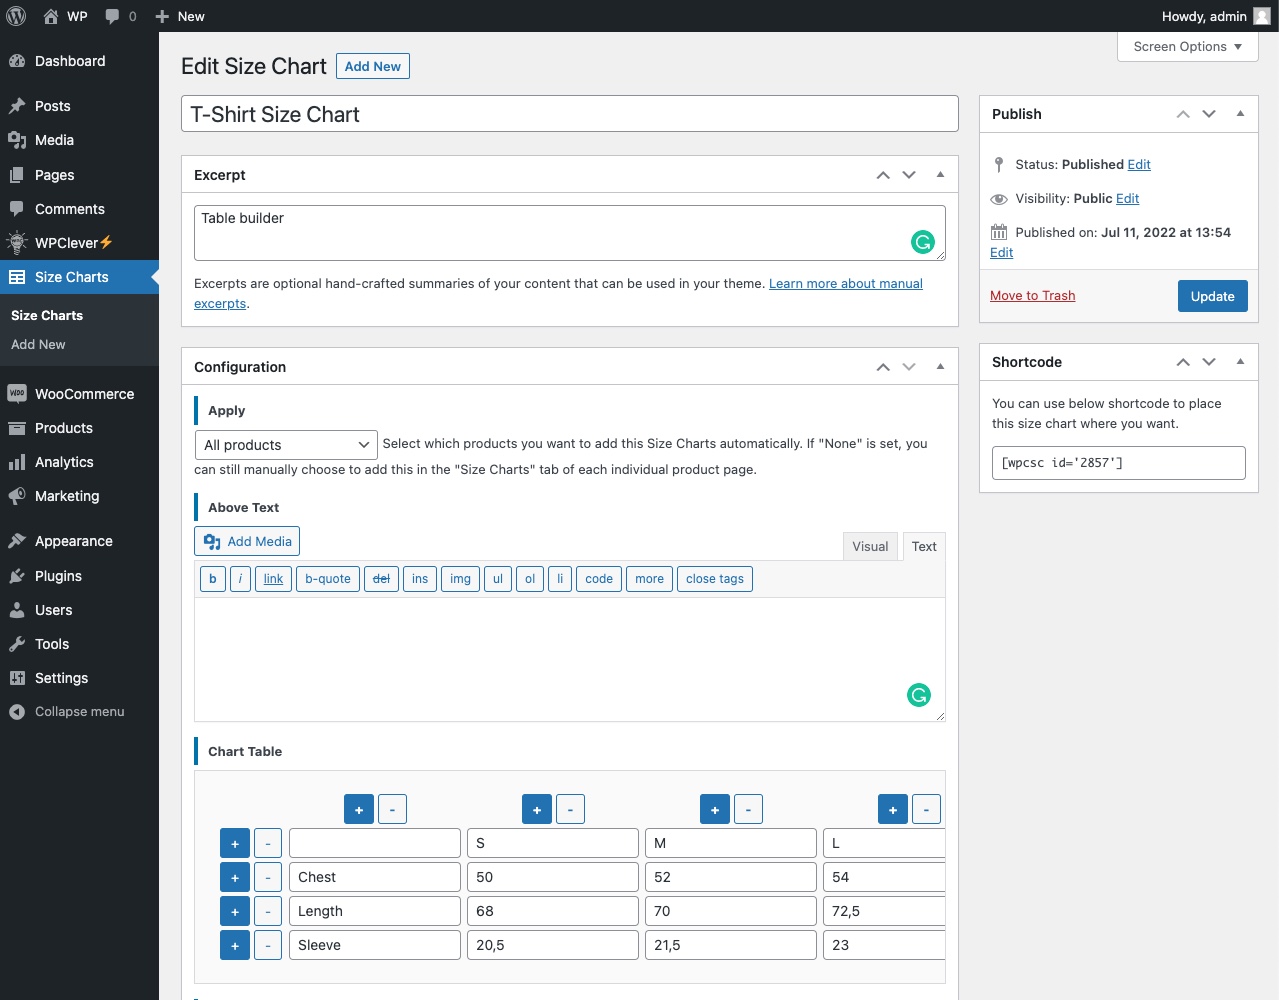 WP 0 New Howdy, admin
Screen Options
Dashboard
Posts
Media
Pages
Comments
WPClever
Size Charts
Size Charts
Add New
WooCommerce
Products
Analytics
Marketing
Appearance
Plugins
Users
Tools
Settings
Collapse menu
Edit Size Chart Add New
T-Shirt Size Chart
Excerpt
Table builder
Excerpts are optional hand-crafted summaries of your content that can be used in your theme. Learn more about manual
excerpts.
Configuration
Apply
All products Select which products you want to add this Size Charts automatically. If "None" is set, you
can still manually choose to add this in the "Size Charts" tab of each individual product page.
Above Text
Add Media
Visual Text
b i link b-quote del ins img ul ol li code more close tags
Chart Table
+ - + - + - + -
+ - S M L
+ - Chest 50 52 54
+ - Length 68 70 72,5
+ - Sleeve 20,5 21,5 23
Publish
Status: Published Edit
Visibility: Public Edit
Published on: Jul 11, 2022 at 13:54
Edit
Move to Trash Update
Shortcode
You can use below shortcode to place
this size chart where you want.
[wpcsc id='2857']